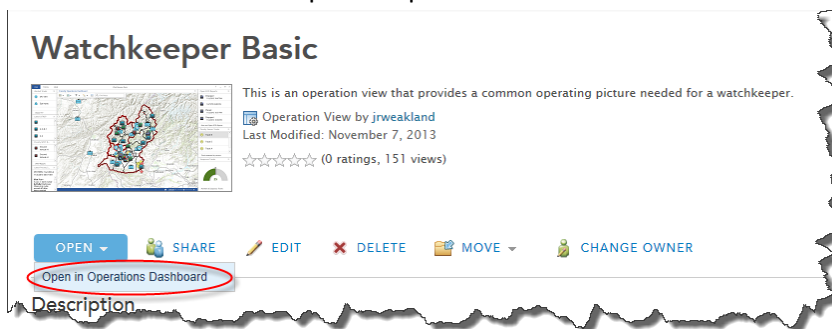 Watchkeeper Basic
This is an operation view that provides a common operating picture needed for a watchkeeper.
Operation View by jrweakland
Last Modified: November 7, 2013
(0 ratings, 151 views)
OPEN SHARE EDIT DELETE MOVE CHANGE OWNER
Open in Operations Dashboard
Description